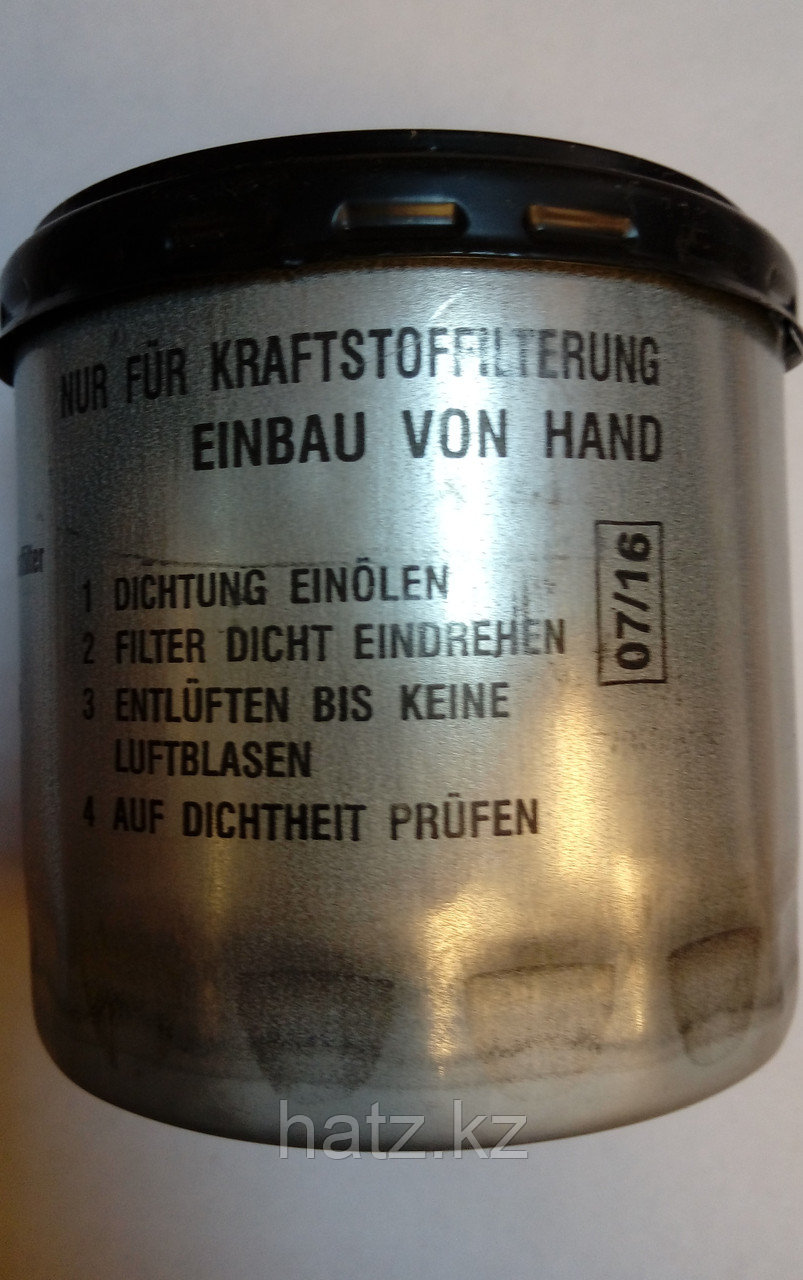 NUR FÜR KRAFTSTOFFILTERUNG
EINBAU VON HAND
07/16
1 DICHTUNG EINÖLEN
2 FILTER DICHT EINDREHEN
3 ENTLÜFTEN BIS KEINE
LUFTBLASEN
4 AUF DICHTHEIT PRÜFEN
hatz.kz